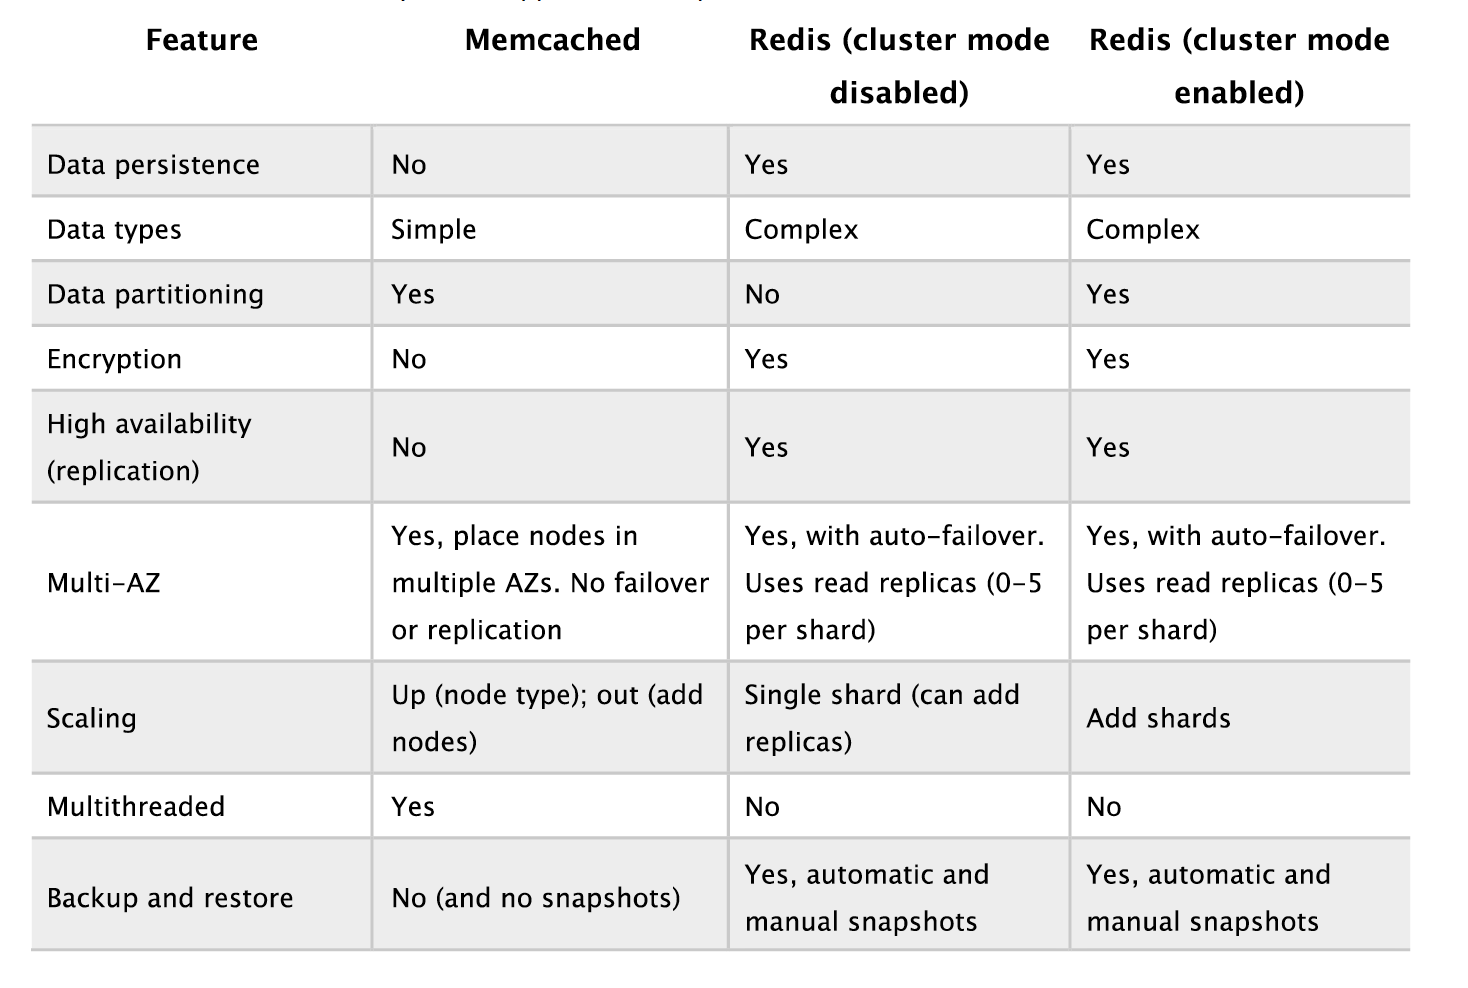 Feature
Memcached
Redis (cluster mode
disabled)
Redis (cluster mode
enabled)
Data persistence
No
Yes
Yes
Data types
Simple
Complex
Complex
Data partitioning
Yes
No
Yes
Encryption
No
Yes
Yes
High availability
(replication)
No
Yes
Yes
Multi-AZ
Yes, place nodes in
multiple AZs. No failover
or replication
Yes, with auto-failover.
Uses read replicas (0-5
per shard)
Yes, with auto-failover.
Uses read replicas (0-5
per shard)
Scaling
Up (node type); out (add
nodes)
Single shard (can add
replicas)
Add shards
Multithreaded
Yes
No
No
Backup and restore
No (and no snapshots)
Yes, automatic and
manual snapshots
Yes, automatic and
manual snapshots